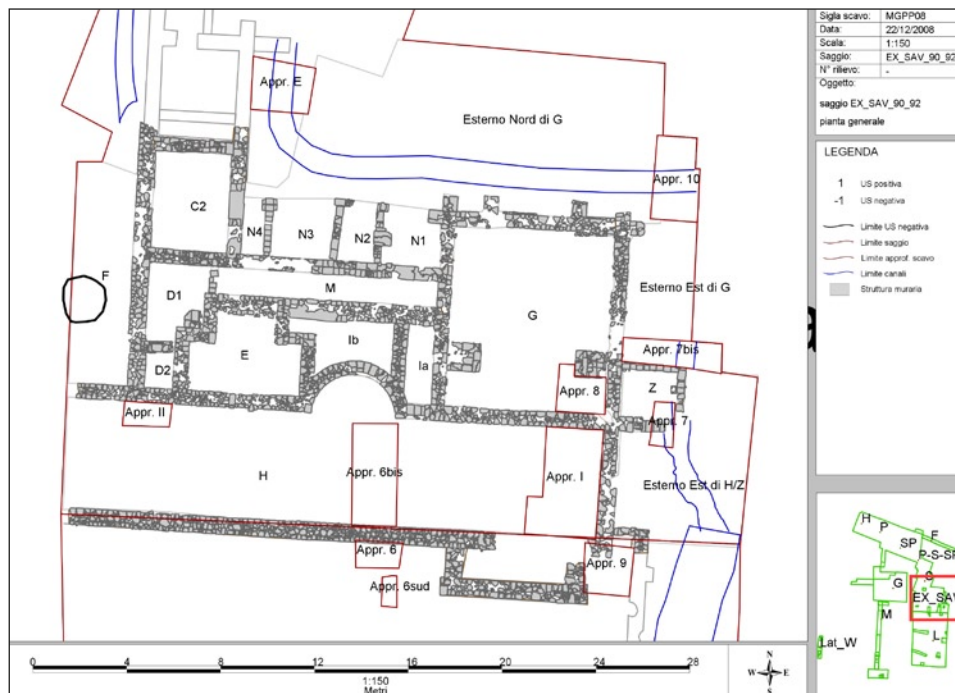 Sigla scavo: MGPP08
Data: 22/12/2008
Scala: 1:150
Saggio: EX_SAV_90_92
N° rilievo: -
Oggetto:
saggio EX_SAV_90_92
pianta generale
LEGENDA
1 US positiva
-1 US negativa
Limite US negativa
Limite saggio
Limite approf. scavo
Limite canali
Struttura muraria
Appr. E
Esterno Nord di G
Appr. 10
C2
N4
N3
N2
N1
F
D1
M
Esterno Est di G
G
E
Ib
Ia
Appr. 7bis
D2
Appr. 8
Z
Appr. II
Appr. 7
H
Appr. 6bis
Appr. I
Esterno Est di H/Z
Appr. 6
Appr. 9
Appr. 6sud
H
P
SP
F
P-S-SP
G
EX_SAV
M
L
Lat_W
0 4 8 12 16 20 24 28
1:150
Metri
N
W E
S